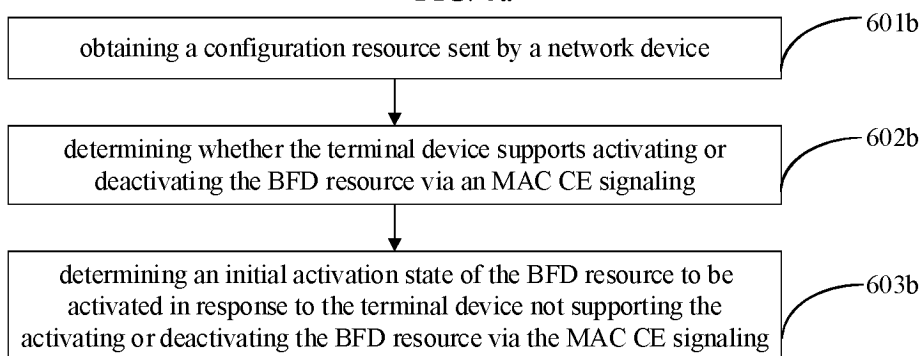 obtaining a configuration resource sent by a network device
601b
determining whether the terminal device supports activating or
deactivating the BFD resource via an MAC CE signaling
602b
determining an initial activation state of the BFD resource to be
activated in response to the terminal device not supporting the
activating or deactivating the BFD resource via the MAC CE signaling
603b